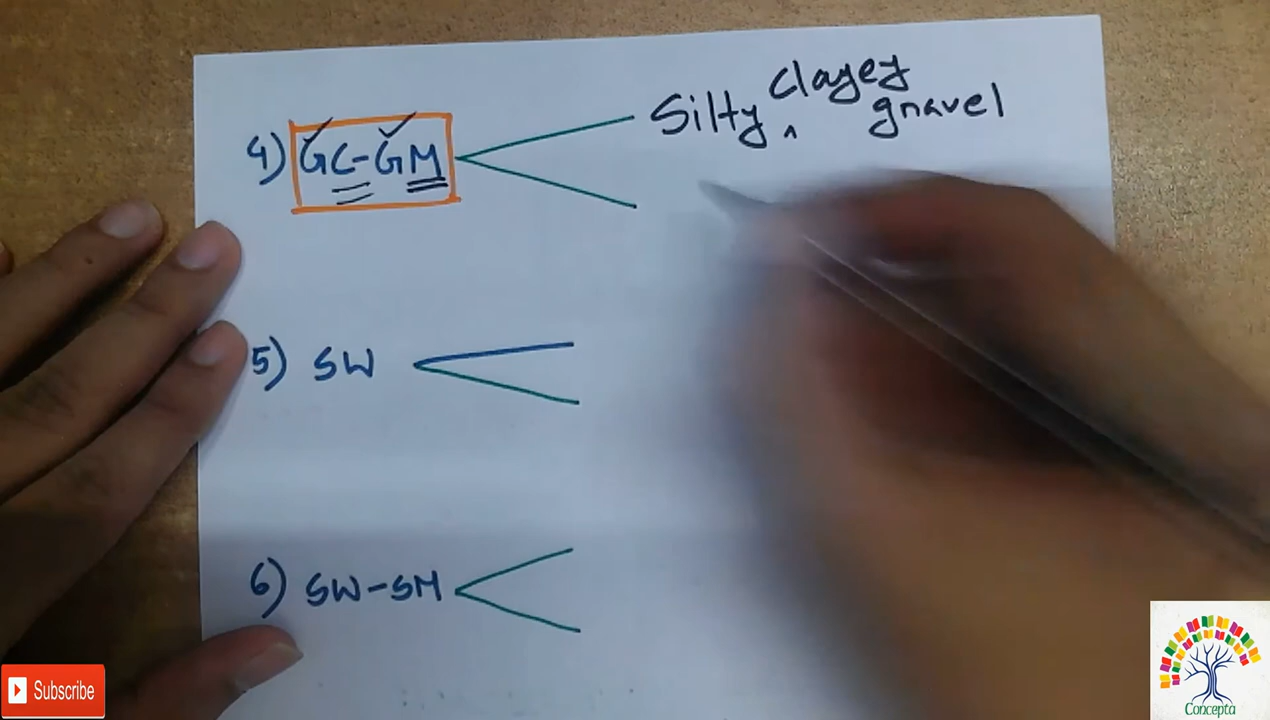 4) GC-GM
Silty, clayey
gravel
5) SW
6) SW-SM
Subscribe
Concepta